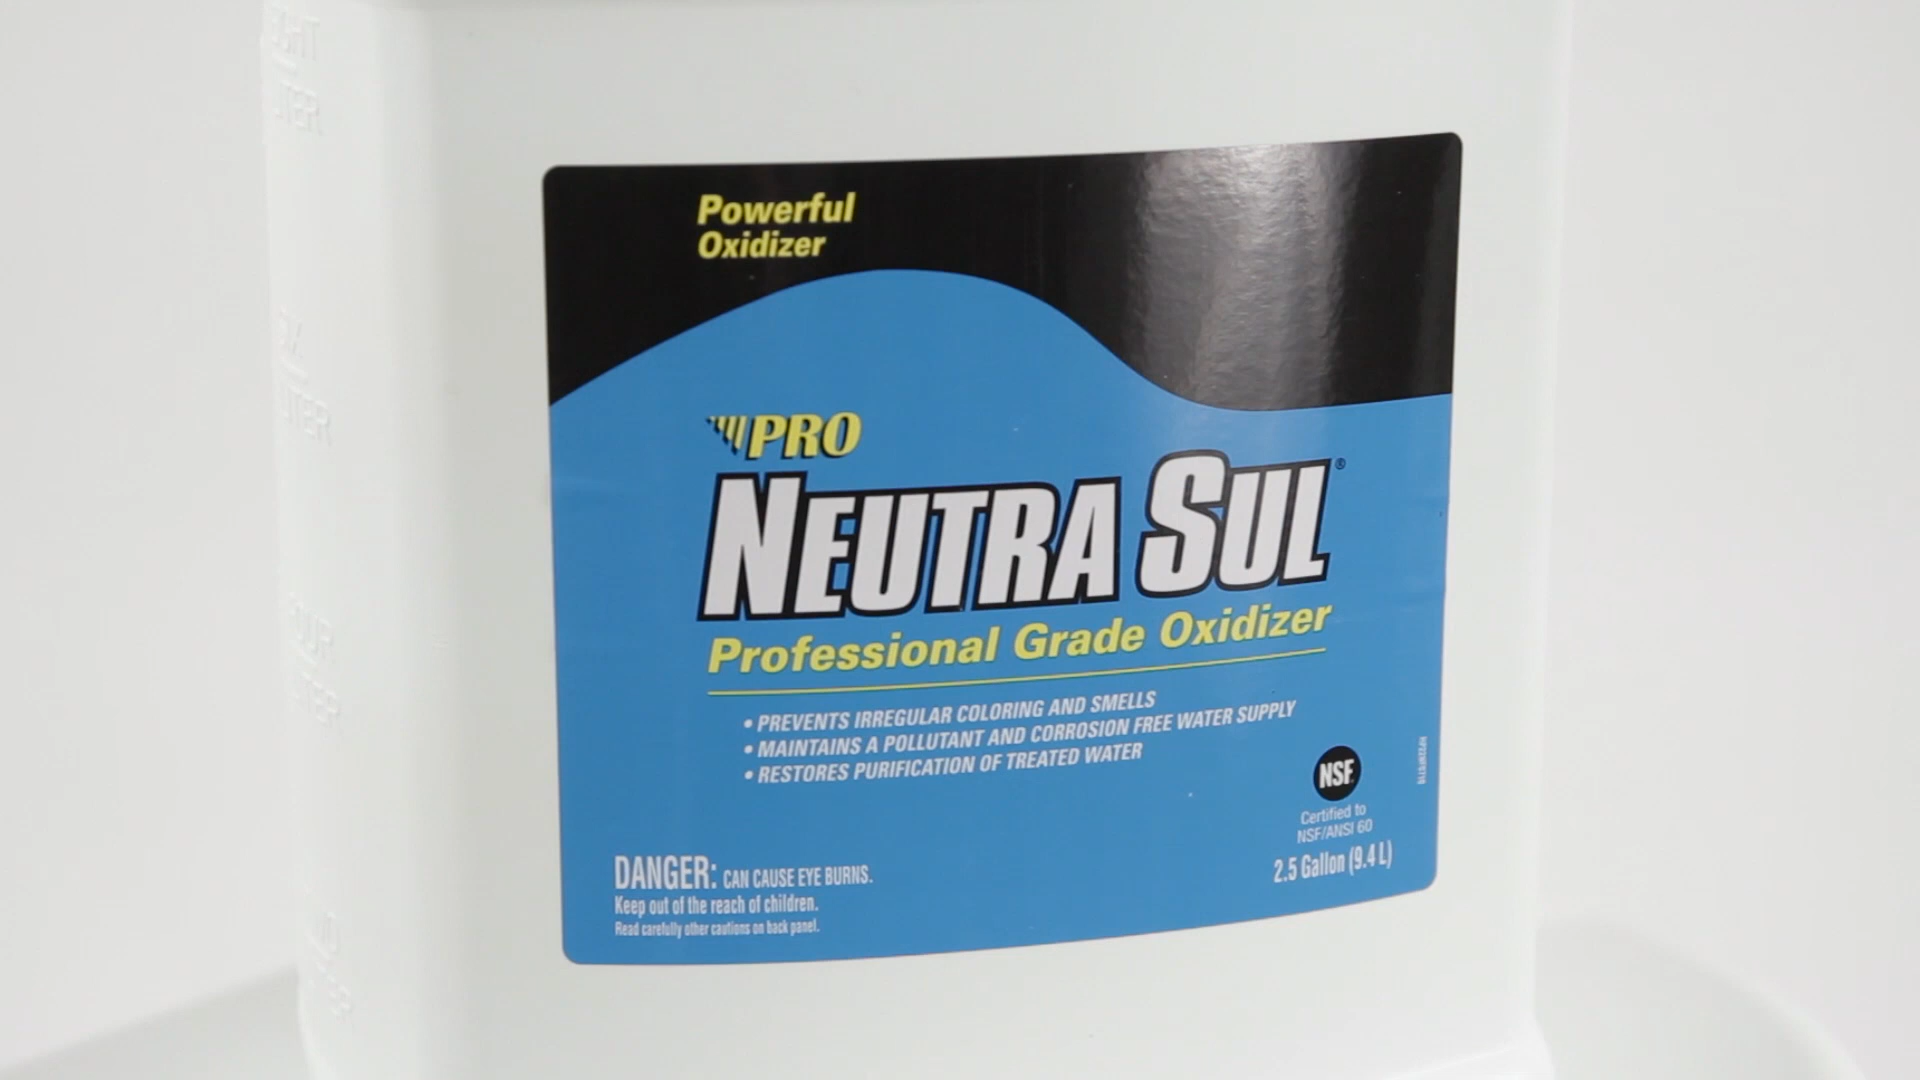 Powerful
Oxidizer
PRO
NEUTRA SUL®
Professional Grade Oxidizer
• PREVENTS IRREGULAR COLORING AND SMELLS
• MAINTAINS A POLLUTANT AND CORROSION FREE WATER SUPPLY
• RESTORES PURIFICATION OF TREATED WATER
NSF
Certified to
NSF/ANSI 60
2.5 Gallon (9.4 L)
DANGER: CAN CAUSE EYE BURNS.
Keep out of the reach of children.
Read carefully other cautions on back panel.